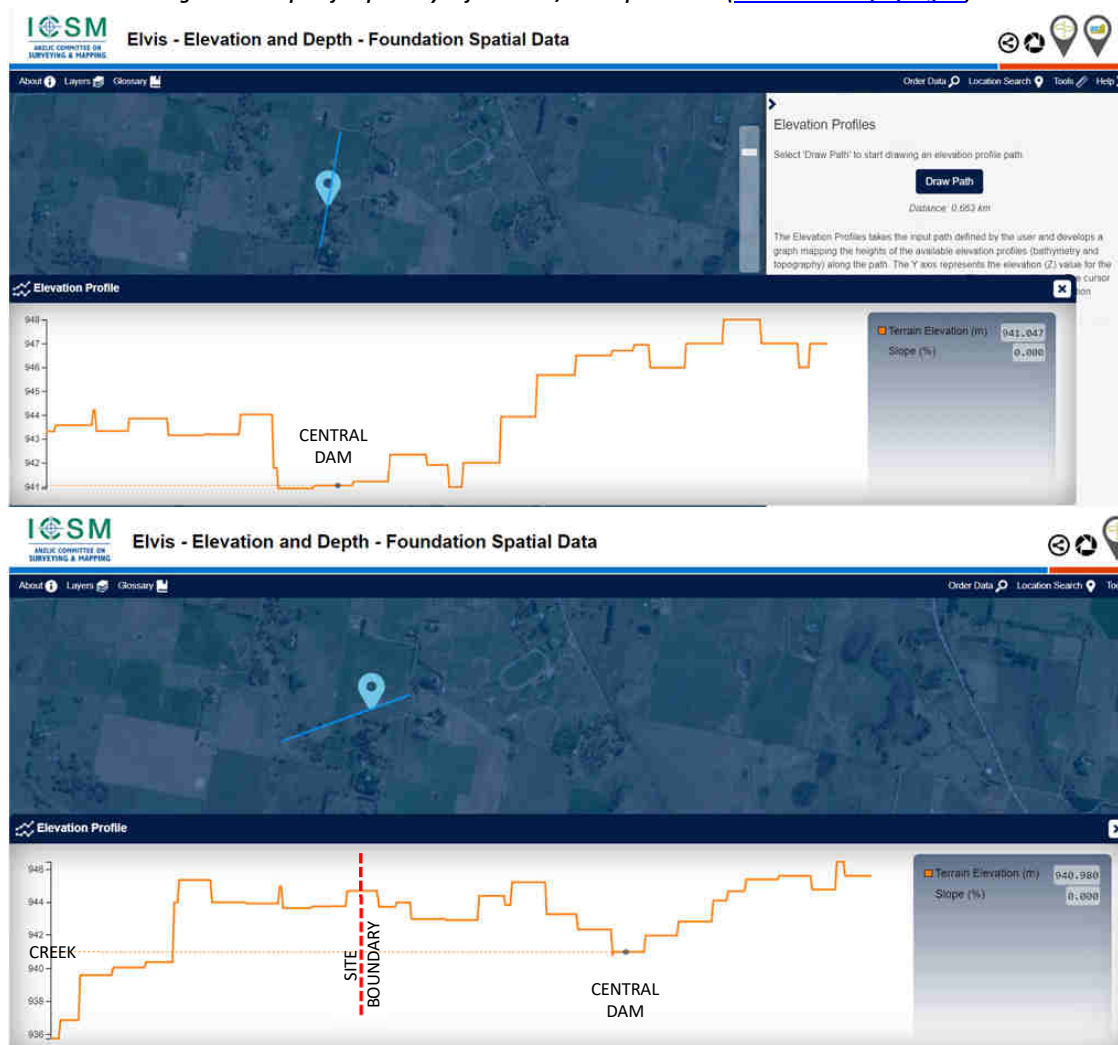 ICSM
ANZLIC COMMITTEE ON
SURVEYING & MAPPING
Elvis - Elevation and Depth - Foundation Spatial Data
About Layers Glossary
Order Data Location Search Tools Help
Elevation Profiles
Select 'Draw Path' to start drawing an elevation profile path.
Draw Path
Distance: 0.663 km
The Elevation Profiles takes the input path defined by the user and develops a
graph mapping the heights of the available elevation profiles (bathymetry and
topography) along the path. The Y axis represents the elevation (Z) value for the
e cursor
Elevation Profile
948
947
946
945
944
943
942
941
CENTRAL
DAM
Terrain Elevation (m) 941.047
Slope (%) 0.000
ICSM
ANZLIC COMMITTEE ON
SURVEYING & MAPPING
Elvis - Elevation and Depth - Foundation Spatial Data
About Layers Glossary
Order Data Location Search
Elevation Profile
946
944
942
940
938
936
CREEK
SITE
BOUNDARY
CENTRAL
DAM
Terrain Elevation (m) 940.980
Slope (%) 0.000